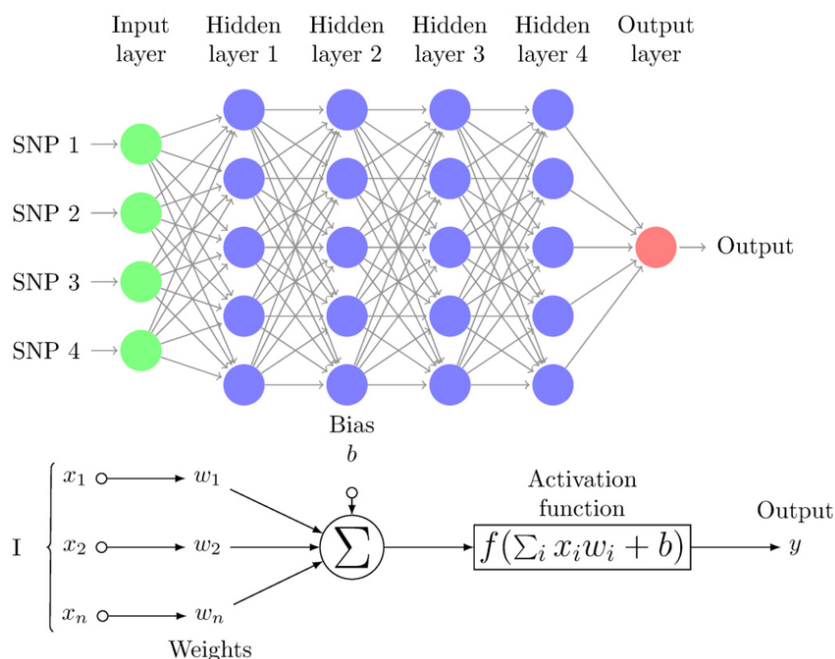 Input layer
Hidden layer 1
Hidden layer 2
Hidden layer 3
Hidden layer 4
Output layer
SNP 1
SNP 2
SNP 3
SNP 4
Output
Bias
b
I
x₁
w₁
x₂
w₂
xₙ
wₙ
Weights
∑
Activation
function
f(∑ᵢ xᵢwᵢ + b)
Output
y